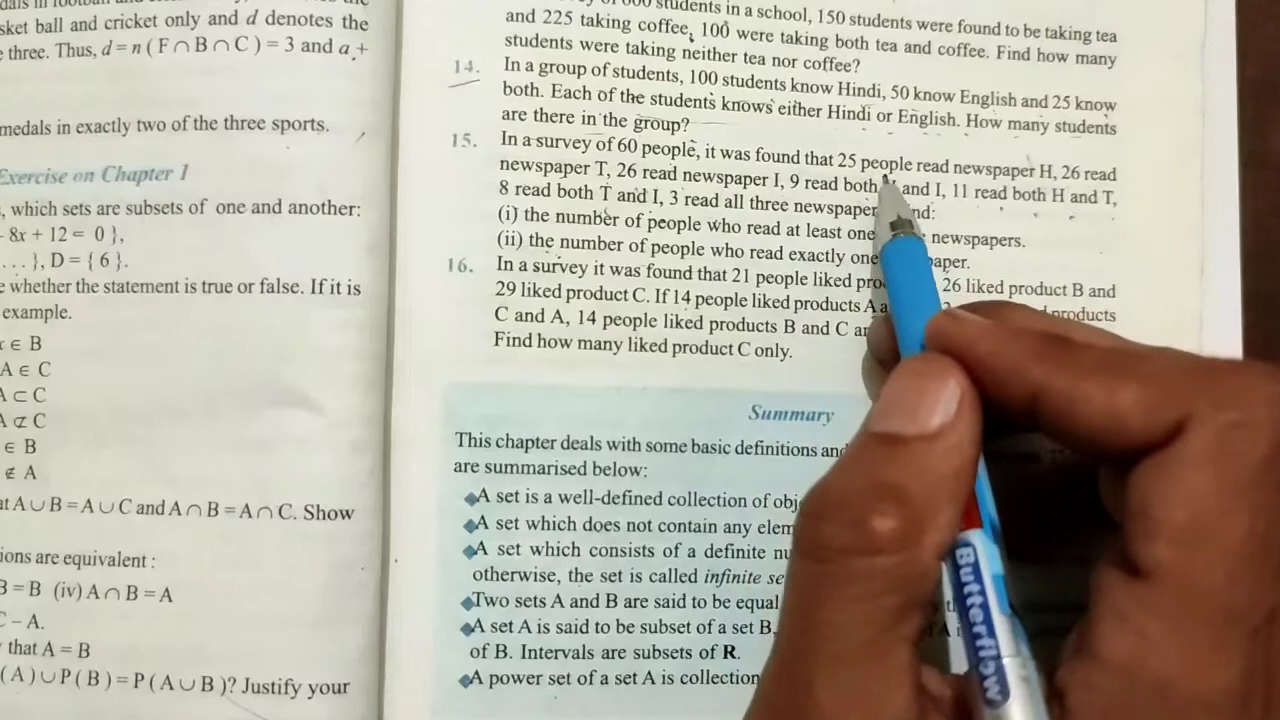 sket ball and cricket only and d denotes the
three. Thus, d = n ( F ∩ B ∩ C ) = 3 and a +
medals in exactly two of the three sports.
Exercise on Chapter 1
, which sets are subsets of one and another:
8x + 12 = 0 },
. . . }, D = { 6 }.
whether the statement is true or false. If it is
example.
∈ B
A ∈ C
A ⊂ C
A ⊄ C
∈ B
∉ A
at A ∪ B = A ∪ C and A ∩ B = A ∩ C. Show
ions are equivalent :
B = B (iv) A ∩ B = A
C – A.
that A = B
( A ) ∪ P ( B ) = P ( A ∪ B )? Justify your
students in a school, 150 students were found to be taking tea
and 225 taking coffee, 100 were taking both tea and coffee. Find how many
students were taking neither tea nor coffee?
14. In a group of students, 100 students know Hindi, 50 know English and 25 know
both. Each of the students knows either Hindi or English. How many students
are there in the group?
15. In a survey of 60 people, it was found that 25 people read newspaper H, 26 read
newspaper T, 26 read newspaper I, 9 read both and I, 11 read both H and T,
8 read both T and I, 3 read all three newspaper nd:
(i) the number of people who read at least one newspapers.
(ii) the number of people who read exactly one paper.
16. In a survey it was found that 21 people liked pro 26 liked product B and
29 liked product C. If 14 people liked products A a products
C and A, 14 people liked products B and C an
Find how many liked product C only.
Summary
This chapter deals with some basic definitions and
are summarised below:
◆A set is a well-defined collection of obj
◆A set which does not contain any elem
◆A set which consists of a definite nu
otherwise, the set is called infinite se
◆Two sets A and B are said to be equal
◆A set A is said to be subset of a set B,
of B. Intervals are subsets of R.
◆A power set of a set A is collection
Butterflow